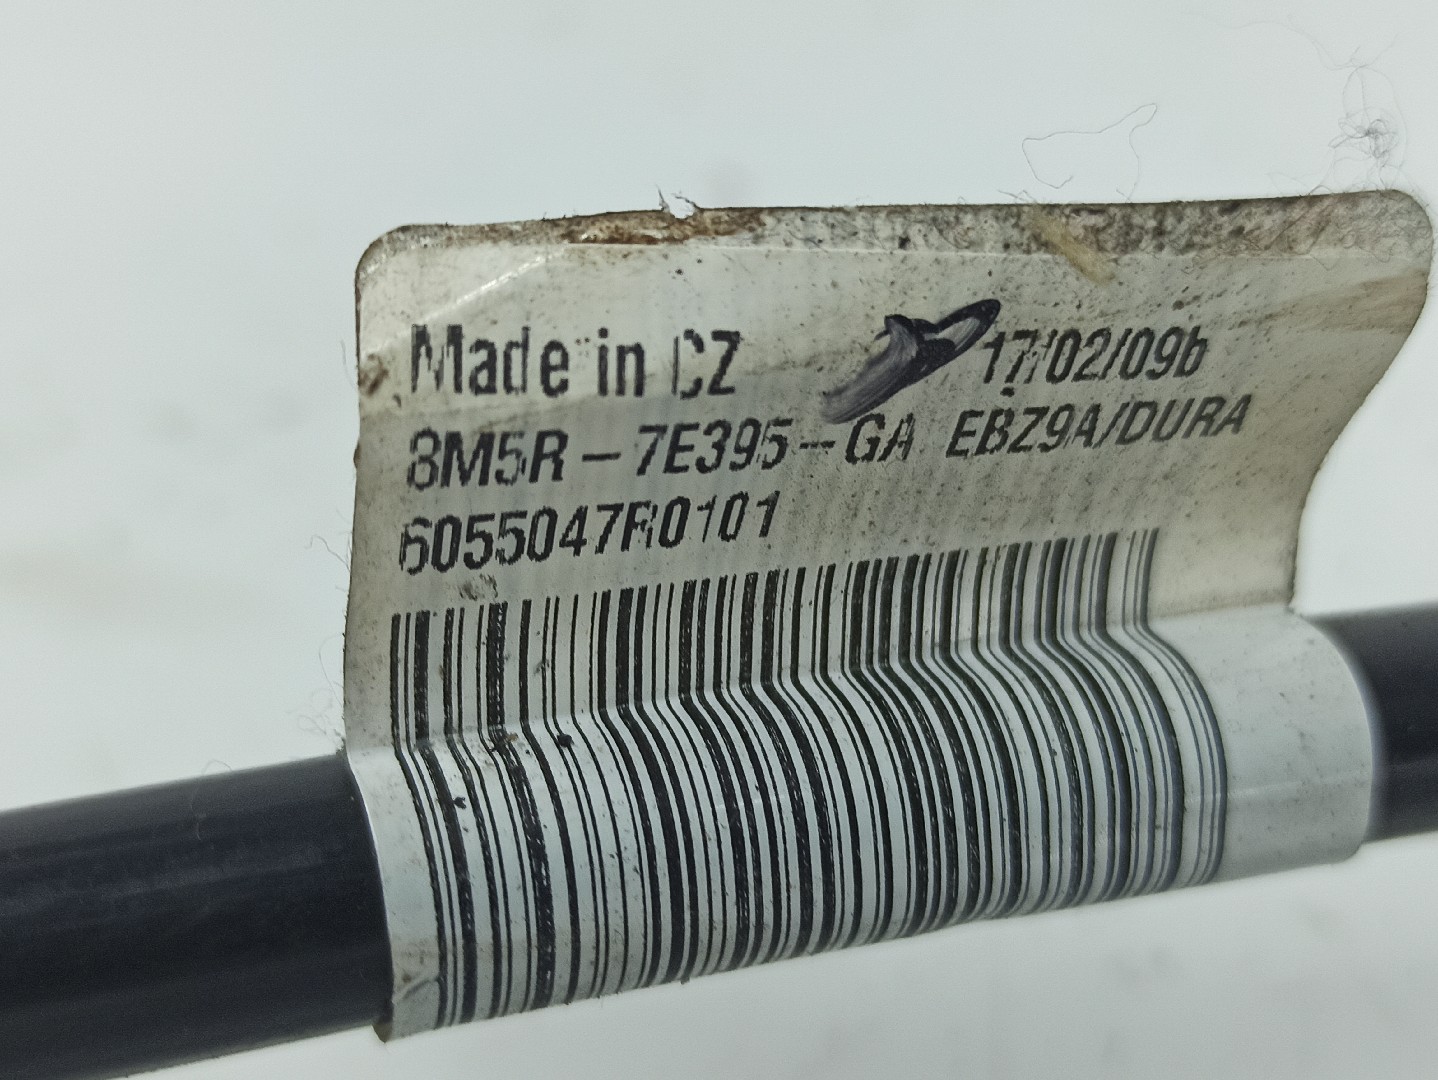 Made in CZ 17/02/09b
8M5R-7E395-GA EBZ9A/DURA
6055047R0101